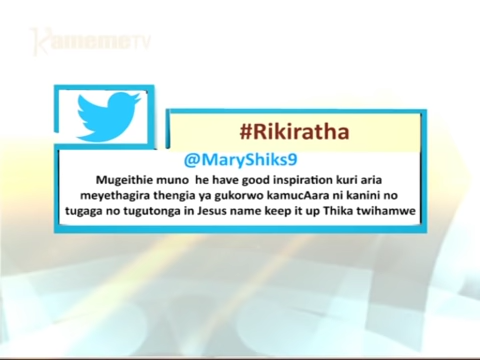 KamemeTV
#Rikiratha
@MaryShiks9
Mugeithie muno he have good inspiration kuri aria
meyethagira thengia ya gukorwo kamucAara ni kanini no
tugaga no tugutonga in Jesus name keep it up Thika twihamwe